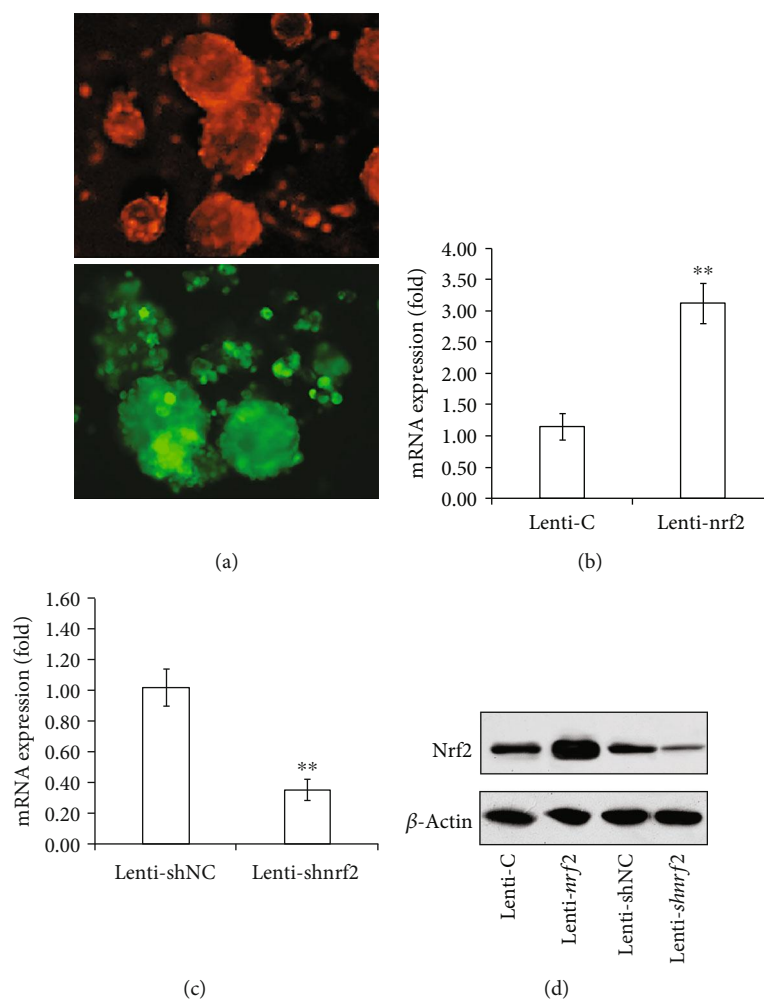 4.00
3.50
3.00
2.50
2.00
1.50
1.00
0.50
0.00
mRNA expression (fold)
**
Lenti-C Lenti-nrf2
(a)
(b)
1.60
1.40
1.20
1.00
0.80
0.60
0.40
0.20
0.00
mRNA expression (fold)
**
Lenti-shNC Lenti-shnrf2
(c)
Nrf2
β-Actin
Lenti-C
Lenti-nrf2
Lenti-shNC
Lenti-shnrf2
(d)